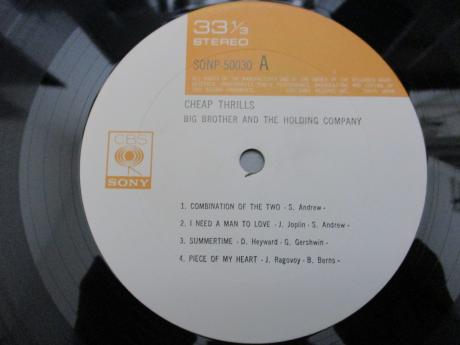 33 1/3
STEREO
SONP-50030 A
CHEAP THRILLS
BIG BROTHER AND THE HOLDING COMPANY
CBS
SONY
1. COMBINATION OF THE TWO - S. Andrew -
2. I NEED A MAN TO LOVE - J. Joplin - S. Andrew -
3. SUMMERTIME - D. Heyward - G. Gershwin -
4. PIECE OF MY HEART - J. Ragovoy - B. Berns -